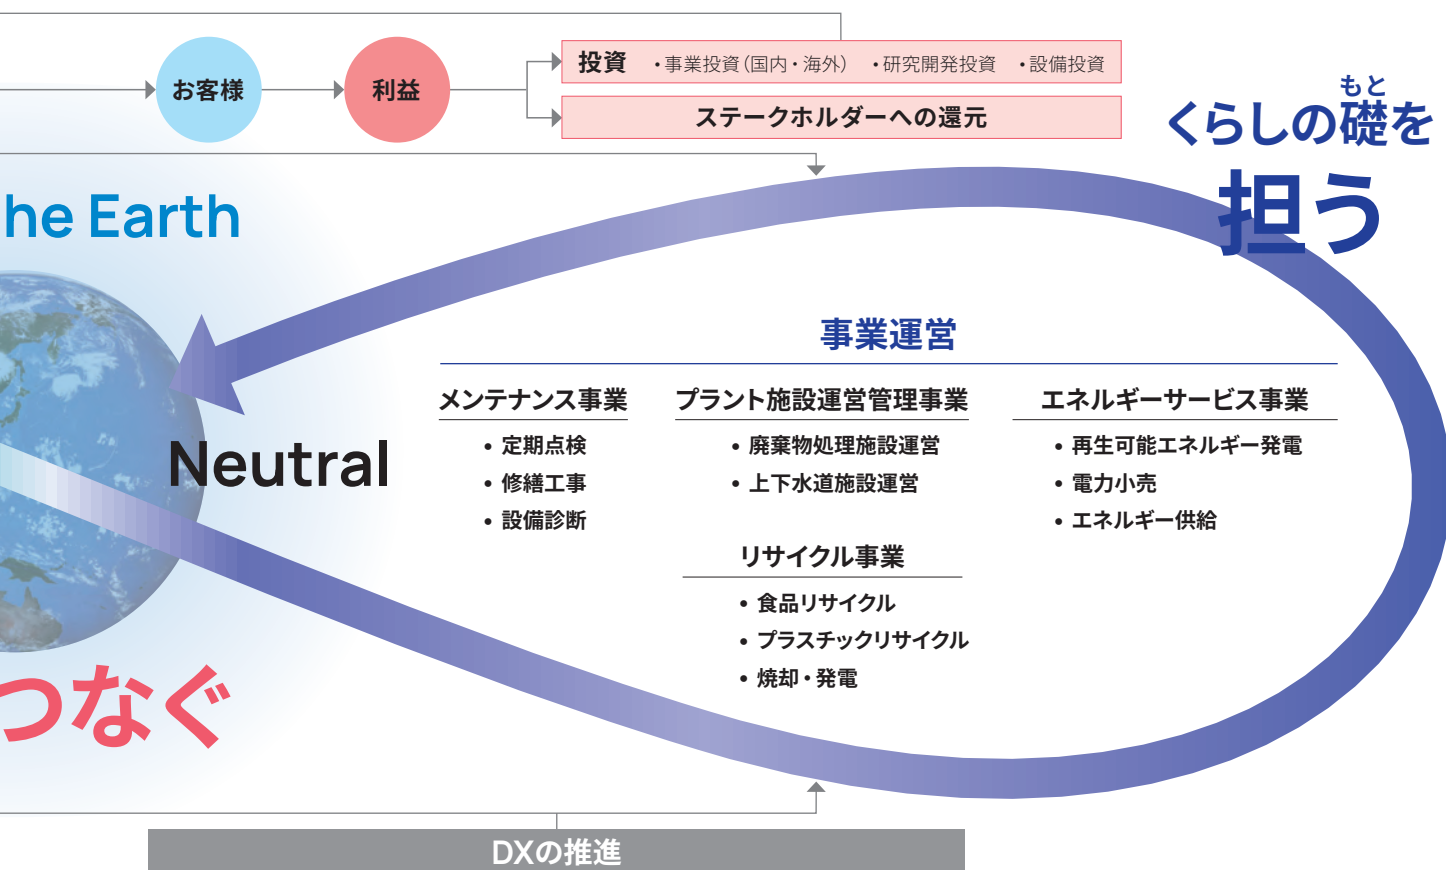 お客様
利益
投資 ・事業投資（国内・海外） ・研究開発投資 ・設備投資
ステークホルダーへの還元
もと
くらしの礎を
担う
he Earth
Neutral
つなぐ
事業運営
メンテナンス事業
• 定期点検
• 修繕工事
• 設備診断
プラント施設運営管理事業
• 廃棄物処理施設運営
• 上下水道施設運営
リサイクル事業
• 食品リサイクル
• プラスチックリサイクル
• 焼却・発電
エネルギーサービス事業
• 再生可能エネルギー発電
• 電力小売
• エネルギー供給
DXの推進